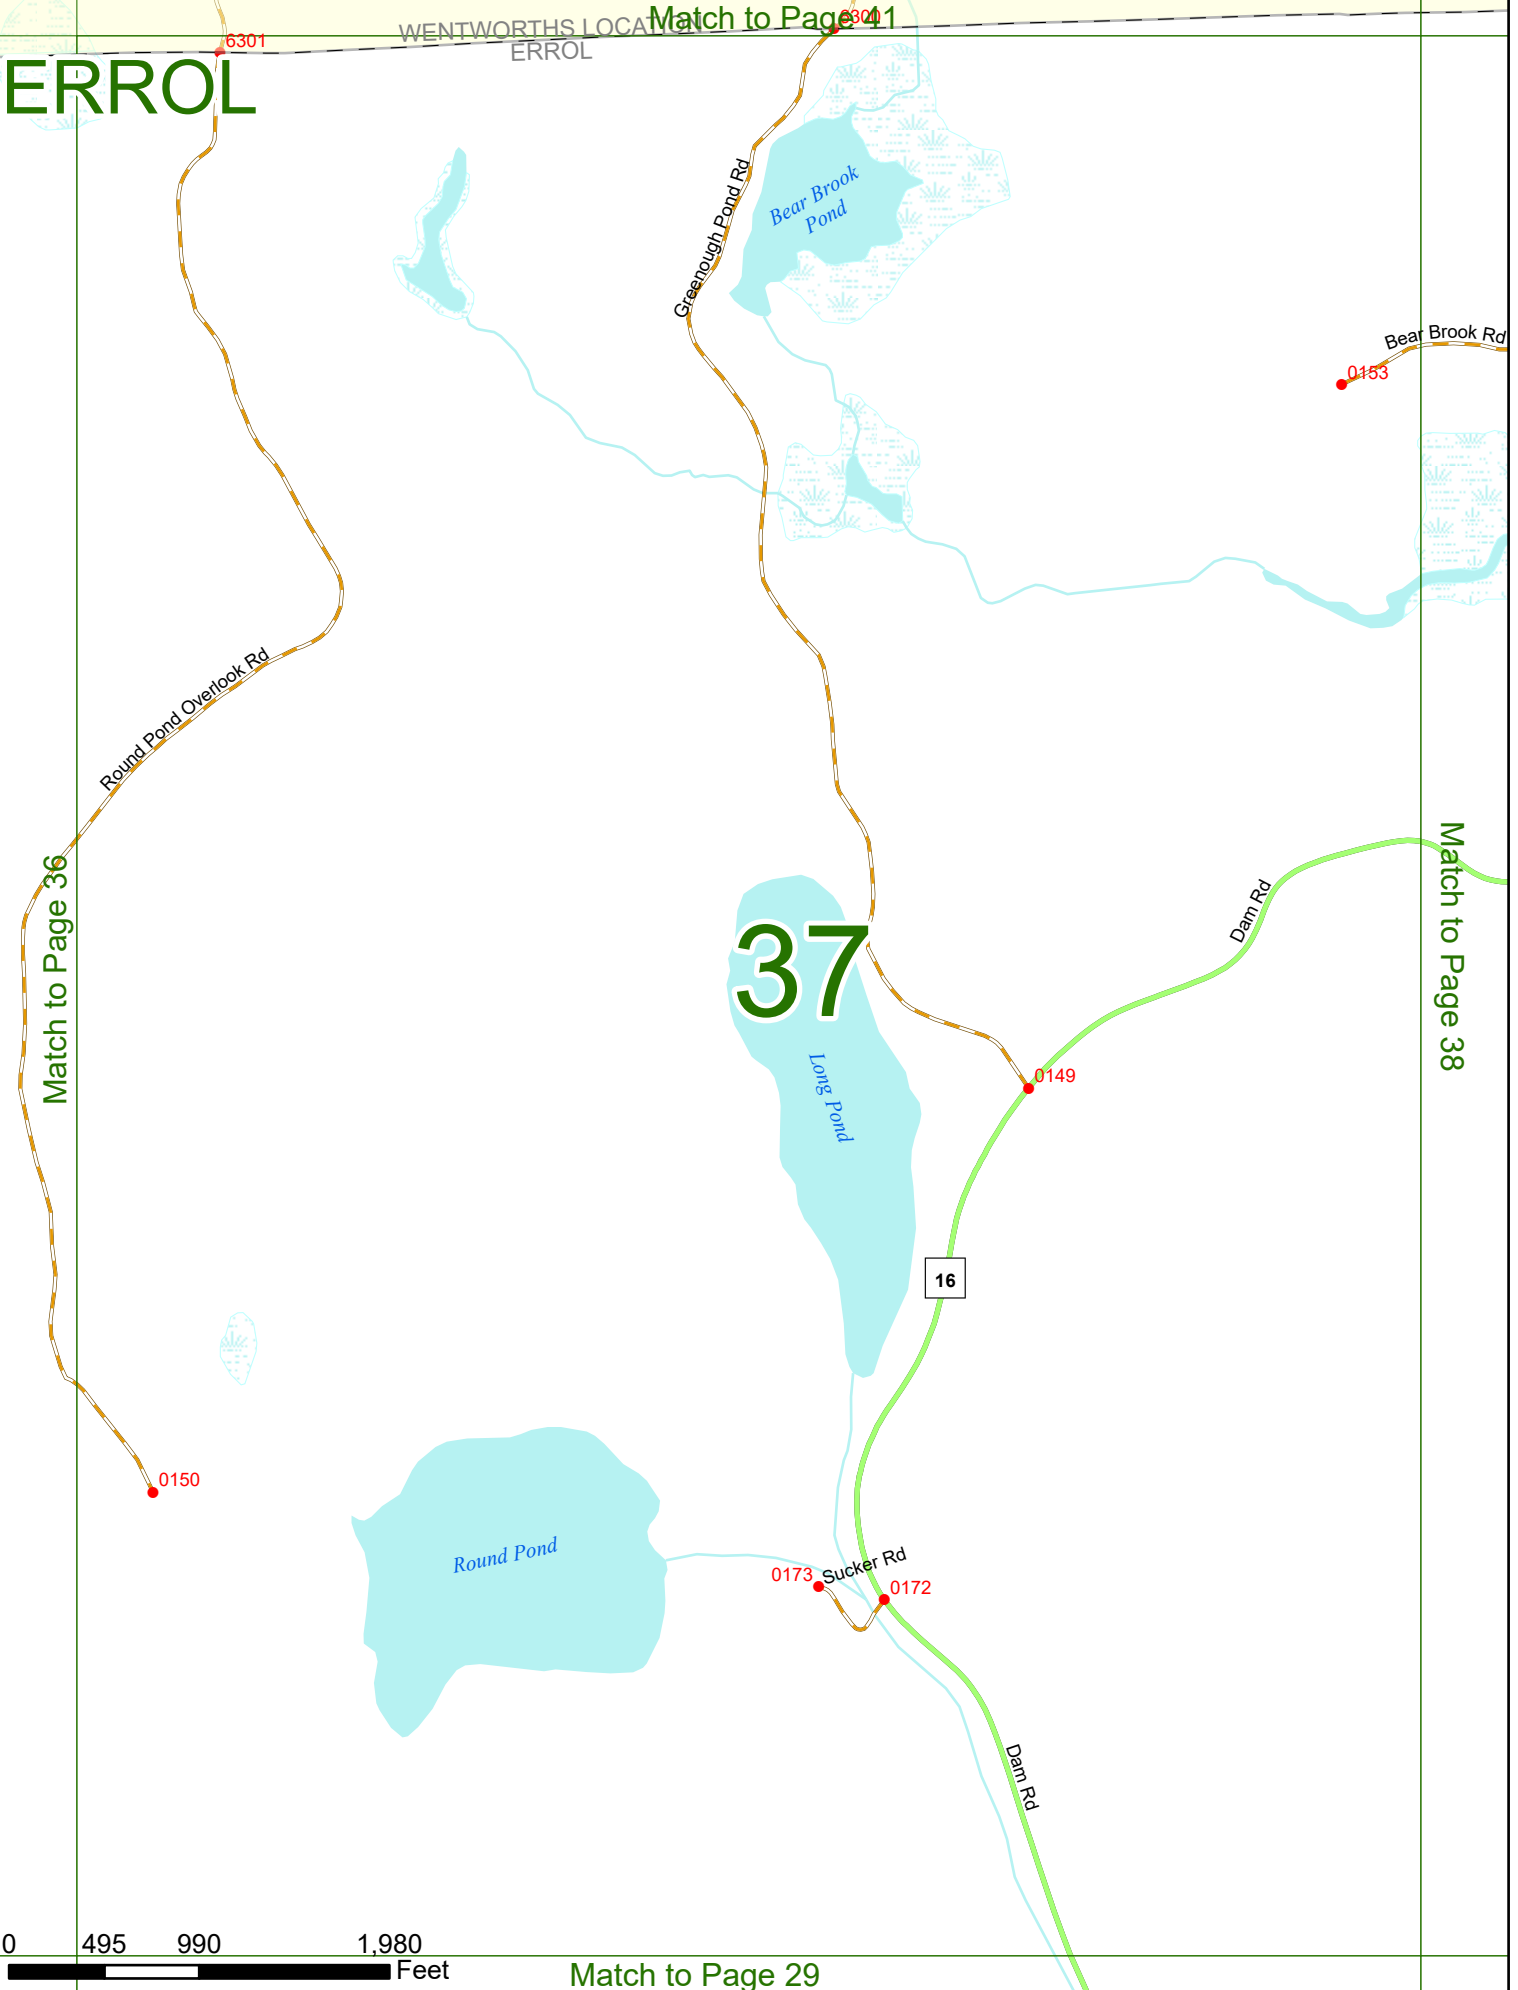 Match to Page 41
6300
WENTWORTHS LOCATION
6301
ERROL
ERROL
Bear Brook
Pond
Greenough Pond Rd
Bear Brook Rd
0153
Round Pond Overlook Rd
Match to Page 36
37
Dam Rd
Match to Page 38
Long Pond
0149
16
0150
Round Pond
Sucker Rd
0173
0172
Dam Rd
0 495 990 1,980
Feet
Match to Page 29